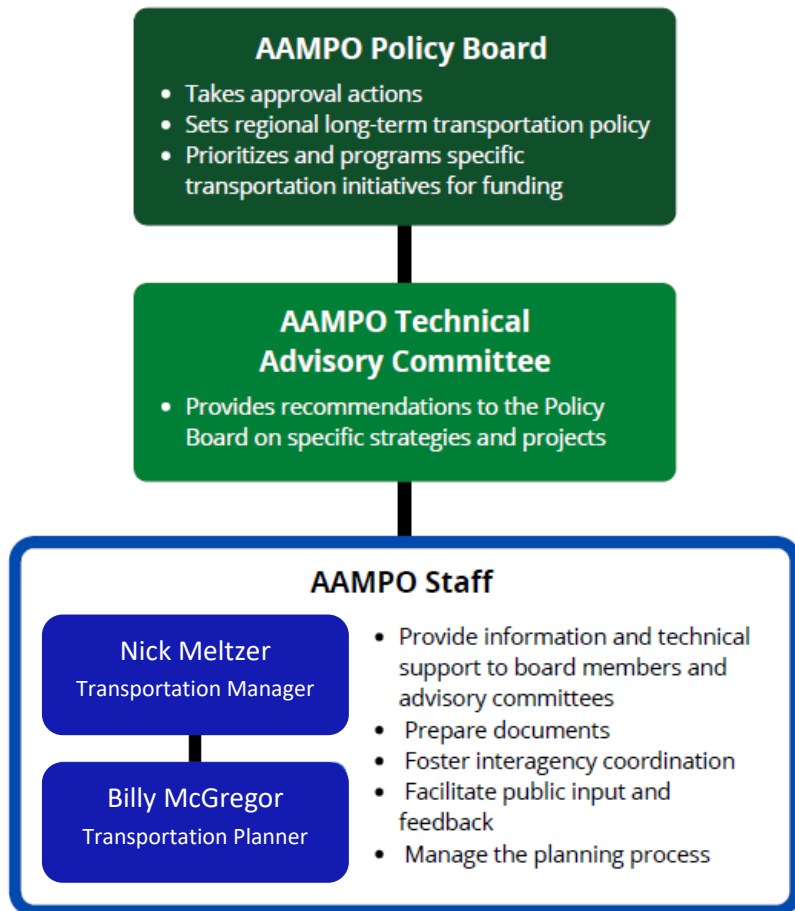 AAMPO Policy Board
• Takes approval actions
• Sets regional long-term transportation policy
• Prioritizes and programs specific
transportation initiatives for funding
AAMPO Technical
Advisory Committee
• Provides recommendations to the Policy
Board on specific strategies and projects
AAMPO Staff
Nick Meltzer
Transportation Manager
Billy McGregor
Transportation Planner
• Provide information and technical
support to board members and
advisory committees
• Prepare documents
• Foster interagency coordination
• Facilitate public input and
feedback
• Manage the planning process